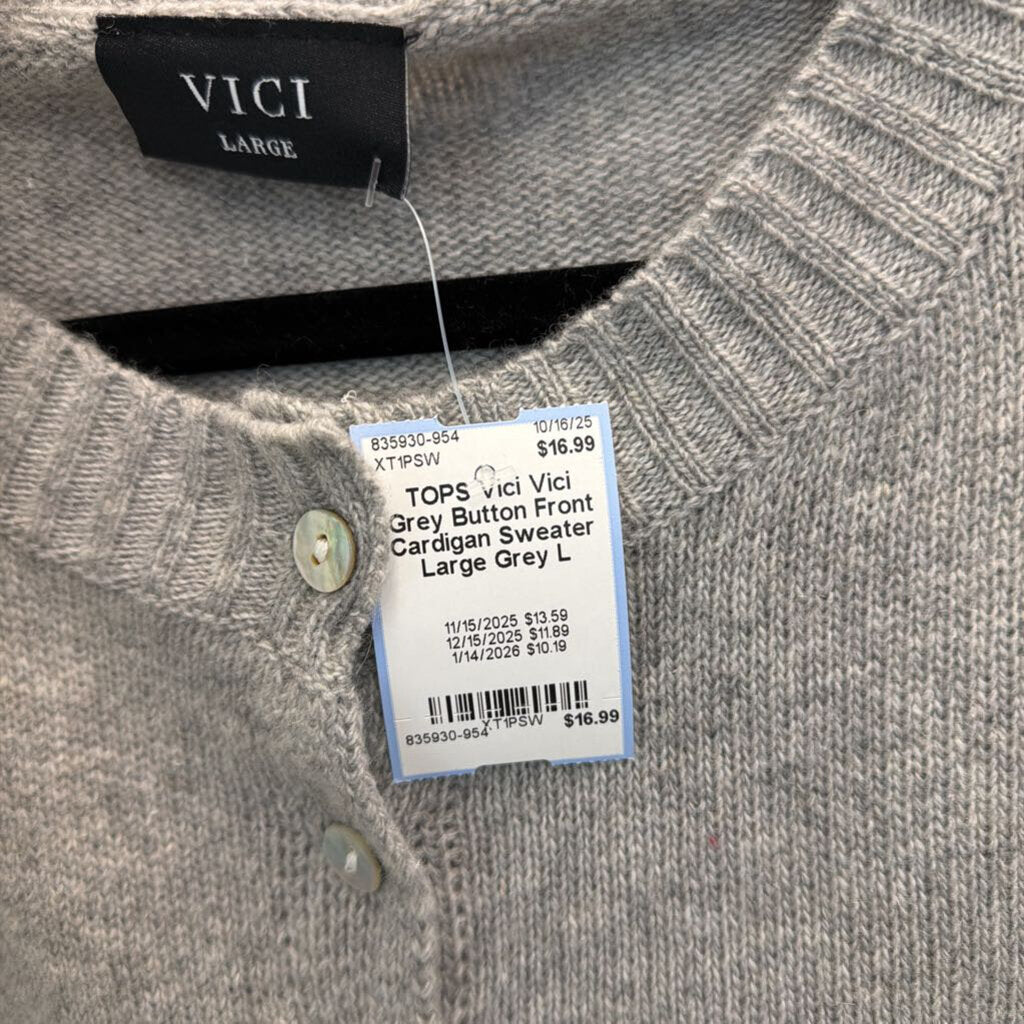 VICI
LARGE
835930-954 10/16/25
XT1PSW $16.99
TOPS Vici Vici
Grey Button Front
Cardigan Sweater
Large Grey L
11/15/2025 $13.59
12/15/2025 $11.89
1/14/2026 $10.19
XT1PSW $16.99
835930-954